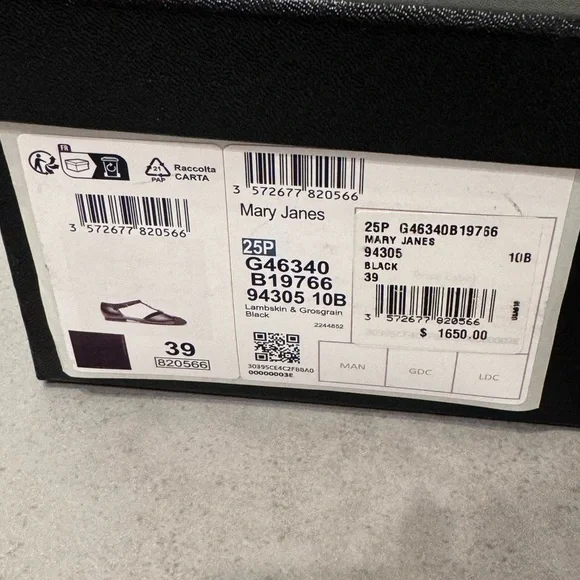 FR
21
PAP
Raccolta
CARTA
3 572677 820566
39
820566
3 572677 820566
Mary Janes
25P
G46340
B19766
94305 10B
Lambskin & Grosgrain
Black
2244852
30B95CE4C2FBBA0
00000003E
MAN
GDC
LDC
25P G46340B19766
MARY JANES
94305 10B
BLACK
39
3 572677 820566
$ 1650.00